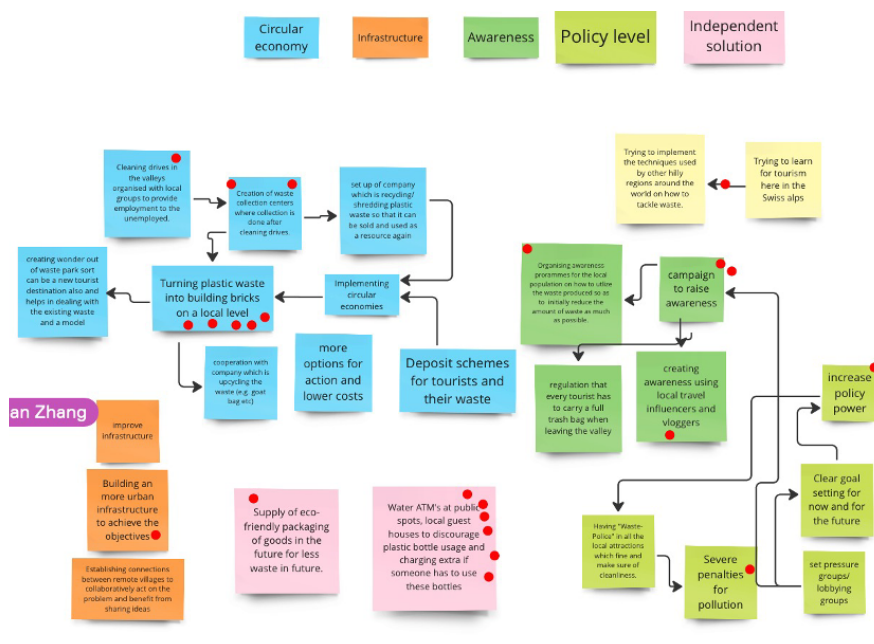 Circular
economy
Infrastructure
Awareness
Policy level
Independent
solution
Cleaning drives in
the valleys
organised with local
groups to provide
employment to the
unemployed.
Creation of waste
collection centers
where collection is
done after
cleaning drives.
set up of company
which is recycling/
shredding plastic
waste so that it can
be sold and used as
a resource again
Trying to implement
the techniques used
by other hilly
regions around the
world on how to
tackle waste.
Trying to learn
for tourism
here in the
Swiss alps
creating wonder out
of waste park sort
can be a new tourist
destination also and
helps in dealing with
the existing waste
and a model
Turning plastic waste
into building bricks
on a local level
Implementing
circular
economies
Organising awareness
prorammes for the local
population on how to utlize
the waste produced so as
to initially reduce the
amount of waste as much
as possible.
campaign
to raise
awareness
cooperation with
company which is
upcycling the
waste (e.g. goat
bag etc)
more
options for
action and
lower costs
Deposit schemes
for tourists and
their waste
regulation that
every tourist has
to carry a full
trash bag when
leaving the valley
creating
awareness using
local travel
influencers and
vloggers
increase
policy
power
an Zhang
improve
infrastructure
Building an
more urban
infrastructure
to achieve the
objectives
Establishing connections
between remote villages to
collaboratively act on the
problem and benefit from
sharing ideas
Supply of eco-
friendly packaging
of goods in the
future for less
waste in future.
Water ATM's at public
spots, local guest
houses to discourage
plastic bottle usage and
charging extra if
someone has to use
these bottles
Having "Waste-
Police" in all the
local attractions
which fine and
make sure of
cleanliness.
Severe
penalties
for
pollution
Clear goal
setting for
now and for
the future
set pressure
groups/
lobbying
groups